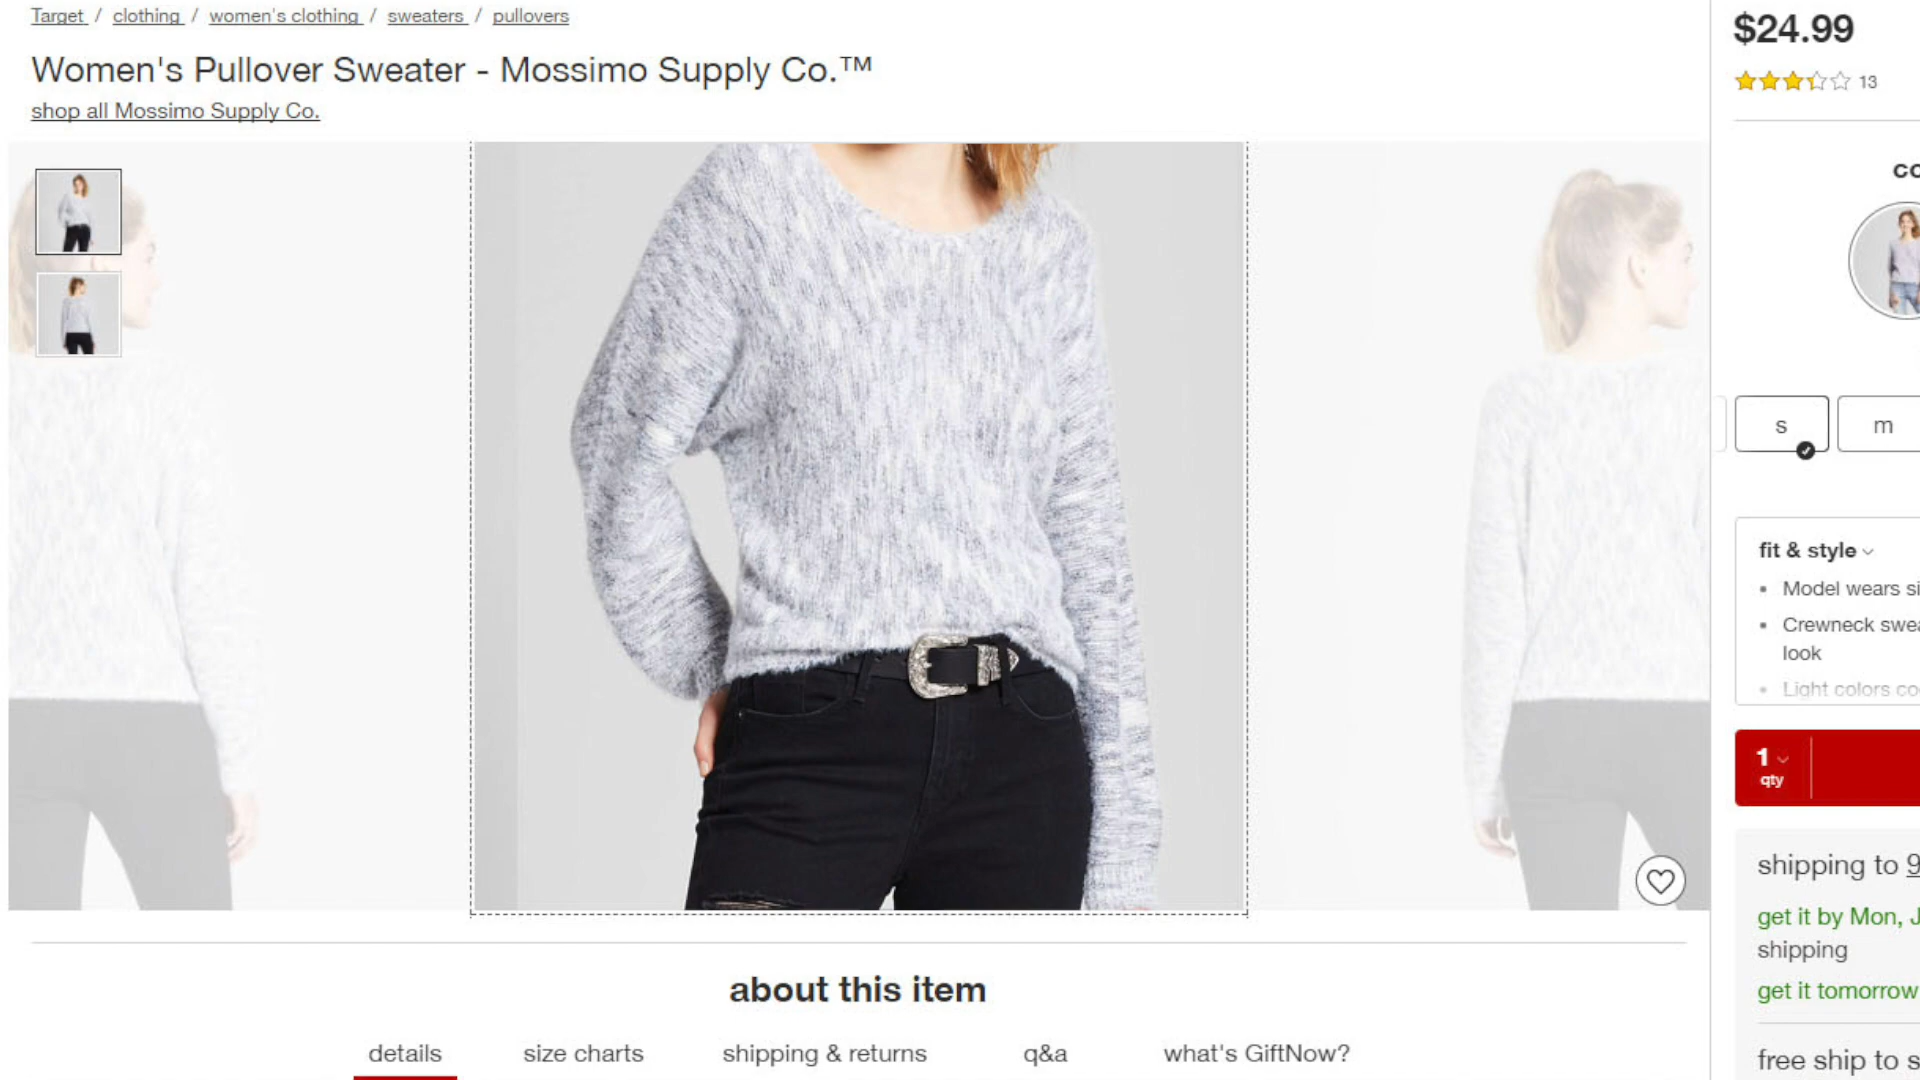 Target / clothing / women's clothing / sweaters / pullovers
Women's Pullover Sweater - Mossimo Supply Co.™
shop all Mossimo Supply Co.
$24.99
13
s
m
fit & style
Model wears
Crewneck
look
Light colors
1
qty
shipping to 9
get it by Mon, J
shipping
get it tomorrow
free ship to s
about this item
details
size charts
shipping & returns
q&a
what's GiftNow?